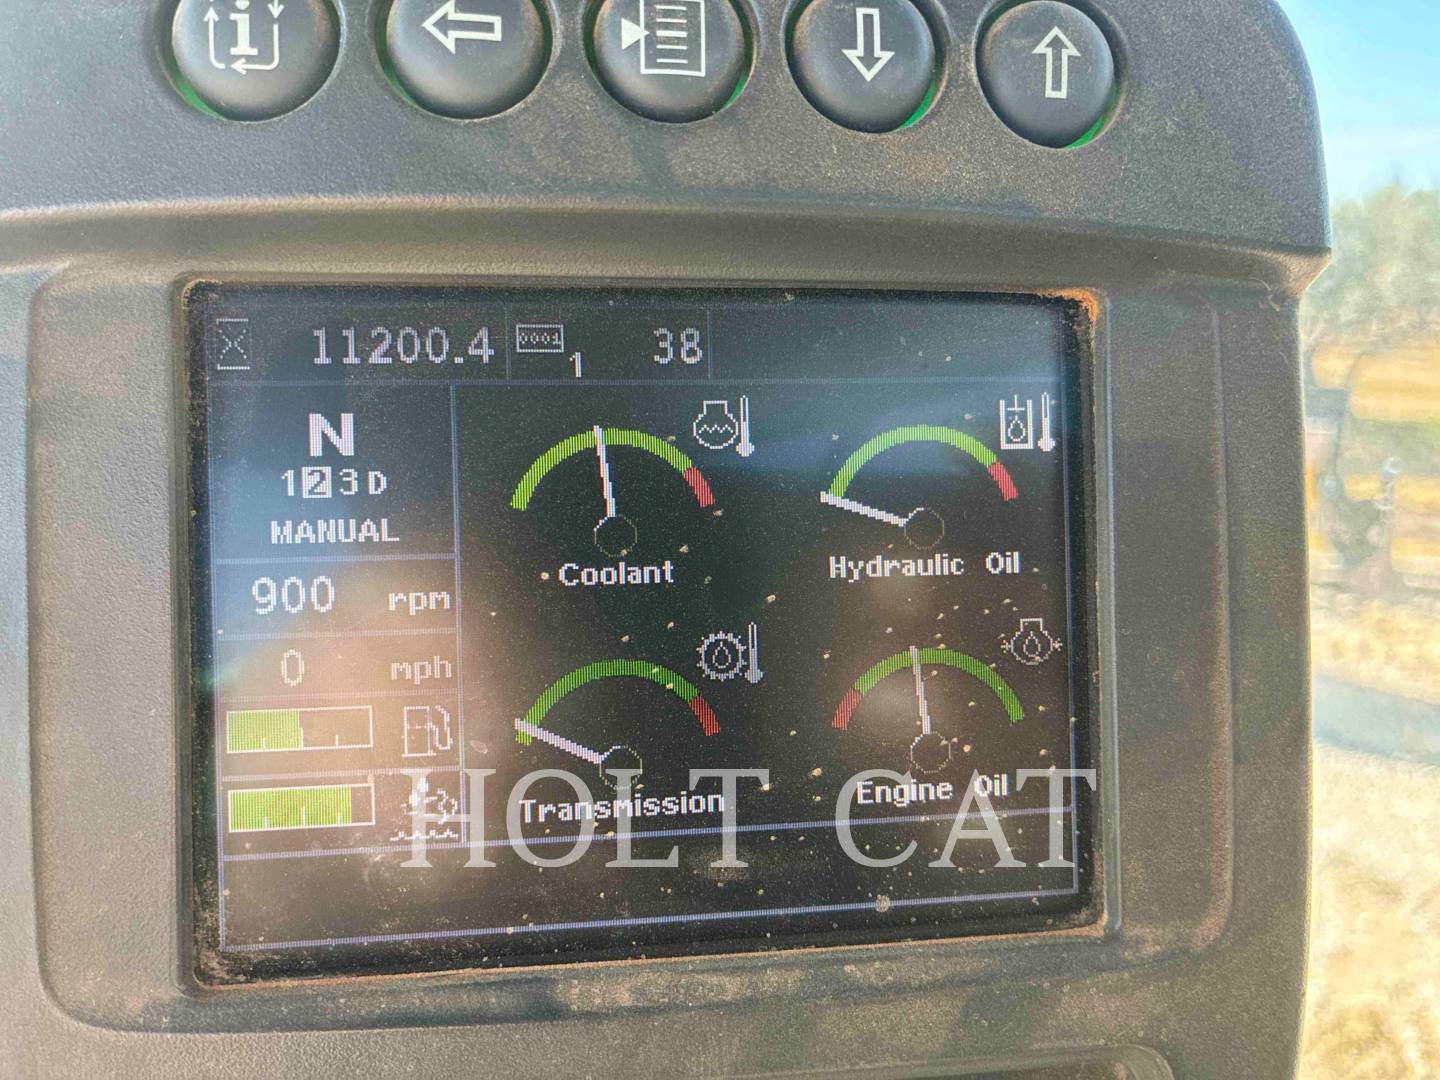 i
11200.4 0001 1 38
N
1 2 3 D
MANUAL
900 rpm
0 mph
Coolant
Hydraulic Oil
Transmission
Engine Oil
HOLT CAT